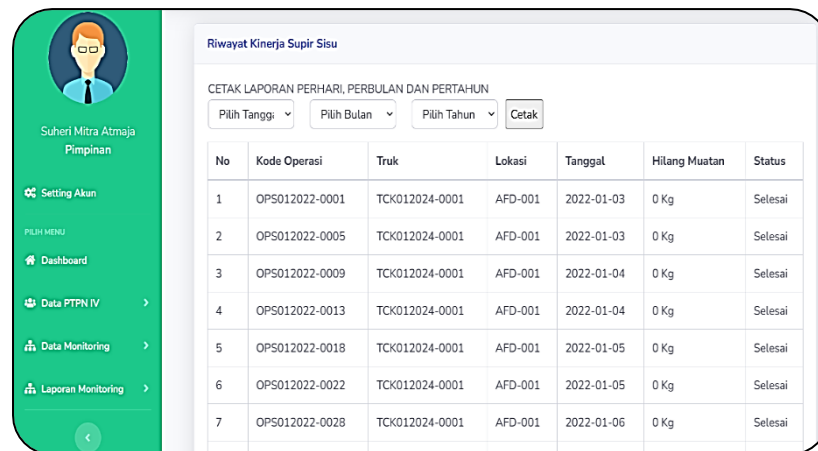 Suheri Mitra Atmaja
Pimpinan
Setting Akun
PILIH MENU
Dashboard
Data PTPN IV
Data Monitoring
Laporan Monitoring
Riwayat Kinerja Supir Sisu
CETAK LAPORAN PERHARI, PERBULAN DAN PERTAHUN
Pilih Tangg Pilih Bulan Pilih Tahun Cetak
No Kode Operasi Truk Lokasi Tanggal Hilang Muatan Status
1 OPS012022-0001 TCK012024-0001 AFD-001 2022-01-03 0 Kg Selesai
2 OPS012022-0005 TCK012024-0001 AFD-001 2022-01-03 0 Kg Selesai
3 OPS012022-0009 TCK012024-0001 AFD-001 2022-01-04 0 Kg Selesai
4 OPS012022-0013 TCK012024-0001 AFD-001 2022-01-04 0 Kg Selesai
5 OPS012022-0018 TCK012024-0001 AFD-001 2022-01-05 0 Kg Selesai
6 OPS012022-0022 TCK012024-0001 AFD-001 2022-01-05 0 Kg Selesai
7 OPS012022-0028 TCK012024-0001 AFD-001 2022-01-06 0 Kg Selesai